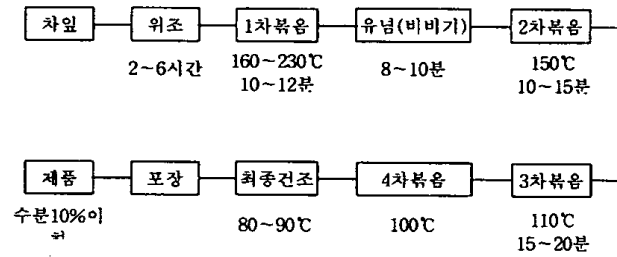 차잎 위조 1차볶음 유념(비비기) 2차볶음
2~6시간 160~230℃ 8~10분 150℃
10~12분 10~15분
제품 포장 최종건조 4차볶음 3차볶음
수분10%이 80~90℃ 100℃ 110℃
15~20분